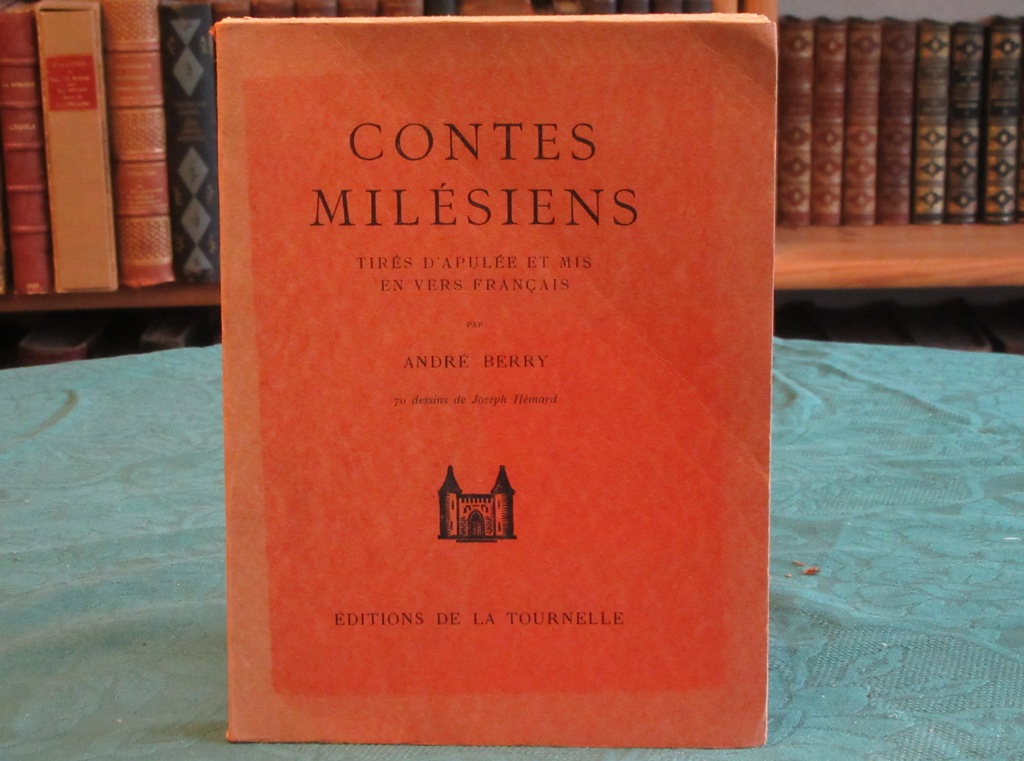 CONTES
MILÉSIENS
TIRÉS D'APULÉE ET MIS
EN VERS FRANÇAIS
PAR
ANDRÉ BERRY
70 dessins de Joseph Hémard
ÉDITIONS DE LA TOURNELLE